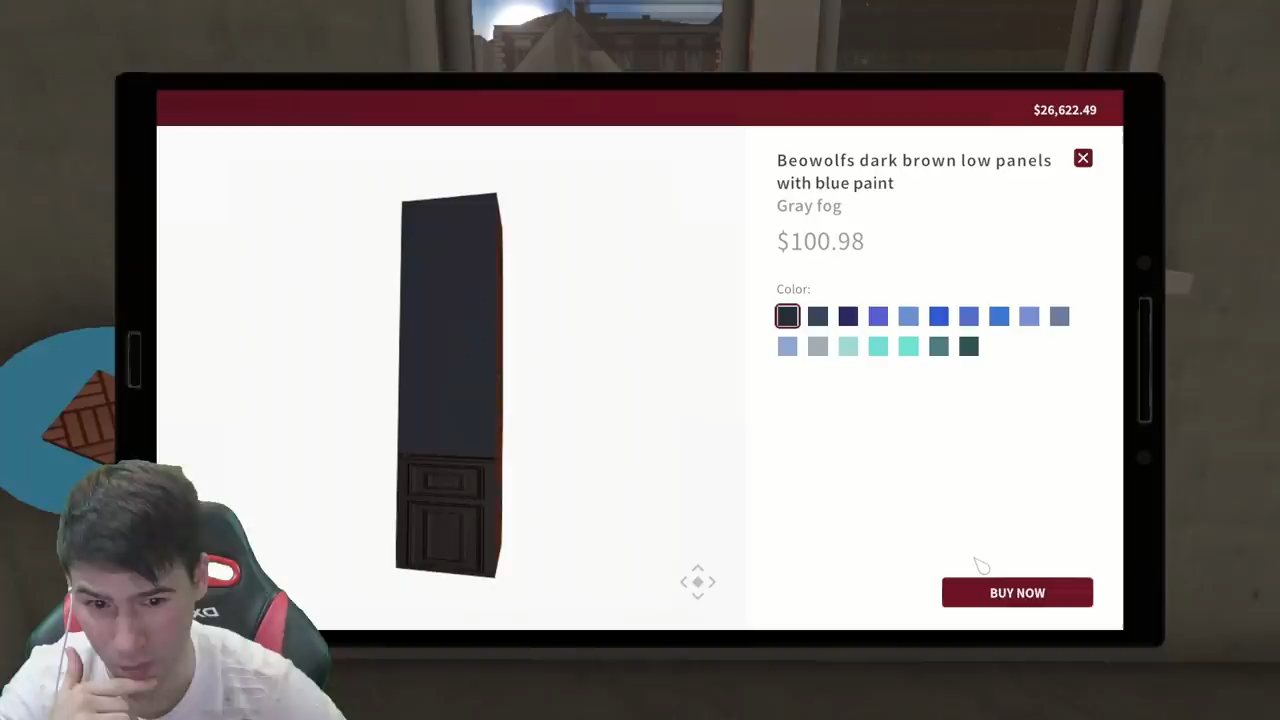 $26,622.49
Beowolfs dark brown low panels
with blue paint
Gray fog
$100.98
Color:
BUY NOW